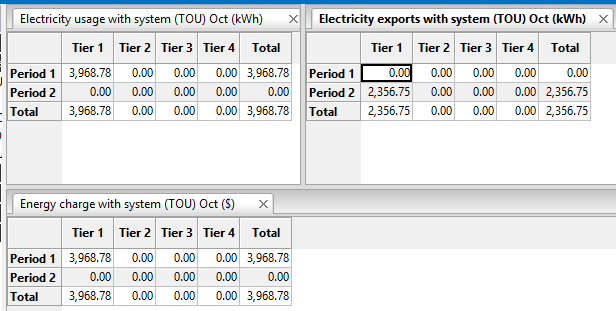 Electricity usage with system (TOU) Oct (kWh)
Tier 1 Tier 2 Tier 3 Tier 4 Total
Period 1 3,968.78 0.00 0.00 0.00 3,968.78
Period 2 0.00 0.00 0.00 0.00 0.00
Total 3,968.78 0.00 0.00 0.00 3,968.78
Electricity exports with system (TOU) Oct (kWh)
Tier 1 Tier 2 Tier 3 Tier 4 Total
Period 1 0.00 0.00 0.00 0.00 0.00
Period 2 2,356.75 0.00 0.00 0.00 2,356.75
Total 2,356.75 0.00 0.00 0.00 2,356.75
Energy charge with system (TOU) Oct ($)
Tier 1 Tier 2 Tier 3 Tier 4 Total
Period 1 3,968.78 0.00 0.00 0.00 3,968.78
Period 2 0.00 0.00 0.00 0.00 0.00
Total 3,968.78 0.00 0.00 0.00 3,968.78